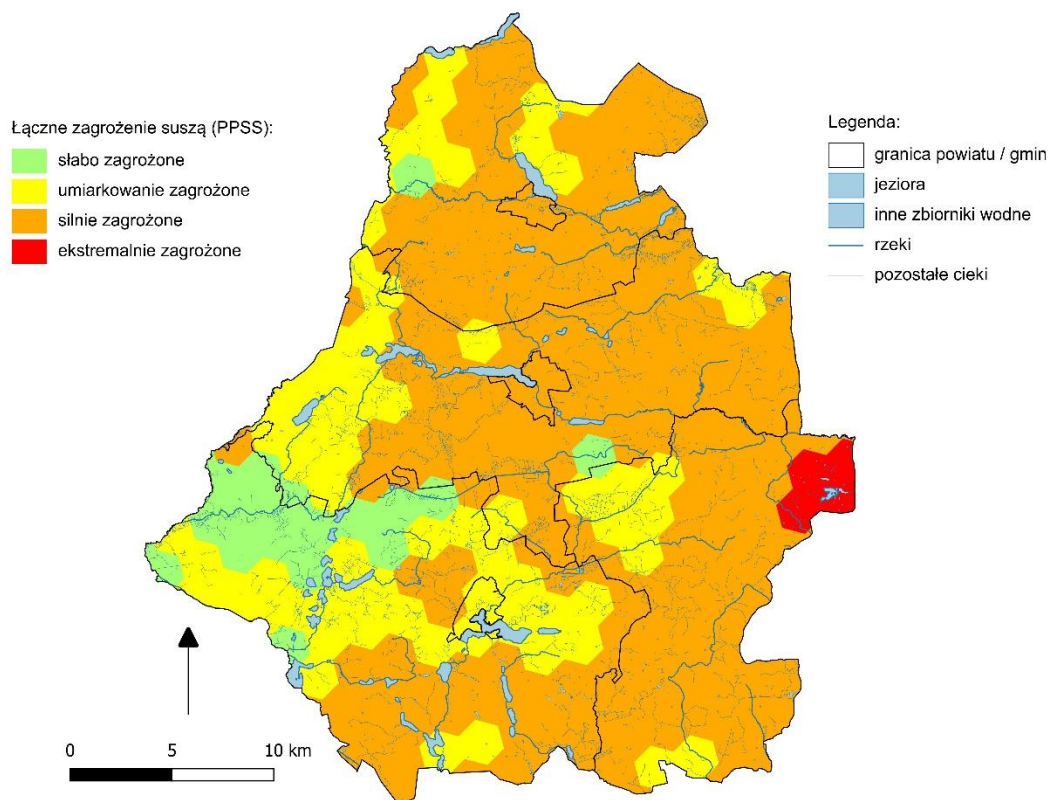 Łączne zagrożenie suszą (PPSS):
słabo zagrożone
umiarkowanie zagrożone
silnie zagrożone
ekstremalnie zagrożone
Legenda:
granica powiatu / gmin
jeziora
inne zbiorniki wodne
rzeki
pozostałe cieki
0 5 10 km